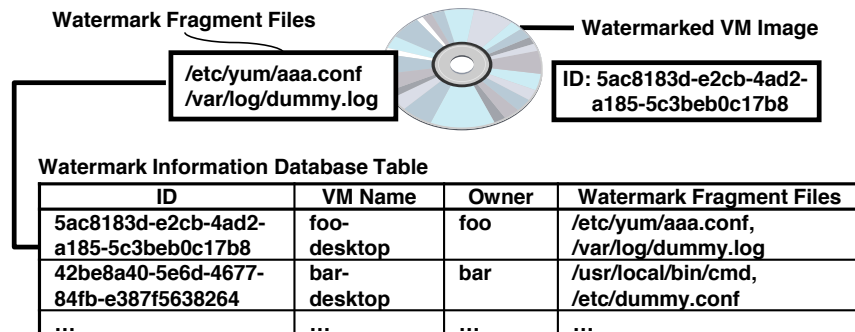 Watermark Fragment Files
Watermarked VM Image
/etc/yum/aaa.conf
/var/log/dummy.log
ID: 5ac8183d-e2cb-4ad2-
a185-5c3beb0c17b8
Watermark Information Database Table
ID VM Name Owner Watermark Fragment Files
5ac8183d-e2cb-4ad2- foo- foo /etc/yum/aaa.conf,
a185-5c3beb0c17b8 desktop /var/log/dummy.log
42be8a40-5e6d-4677- bar- bar /usr/local/bin/cmd,
84fb-e387f5638264 desktop /etc/dummy.conf
... ... ... ...